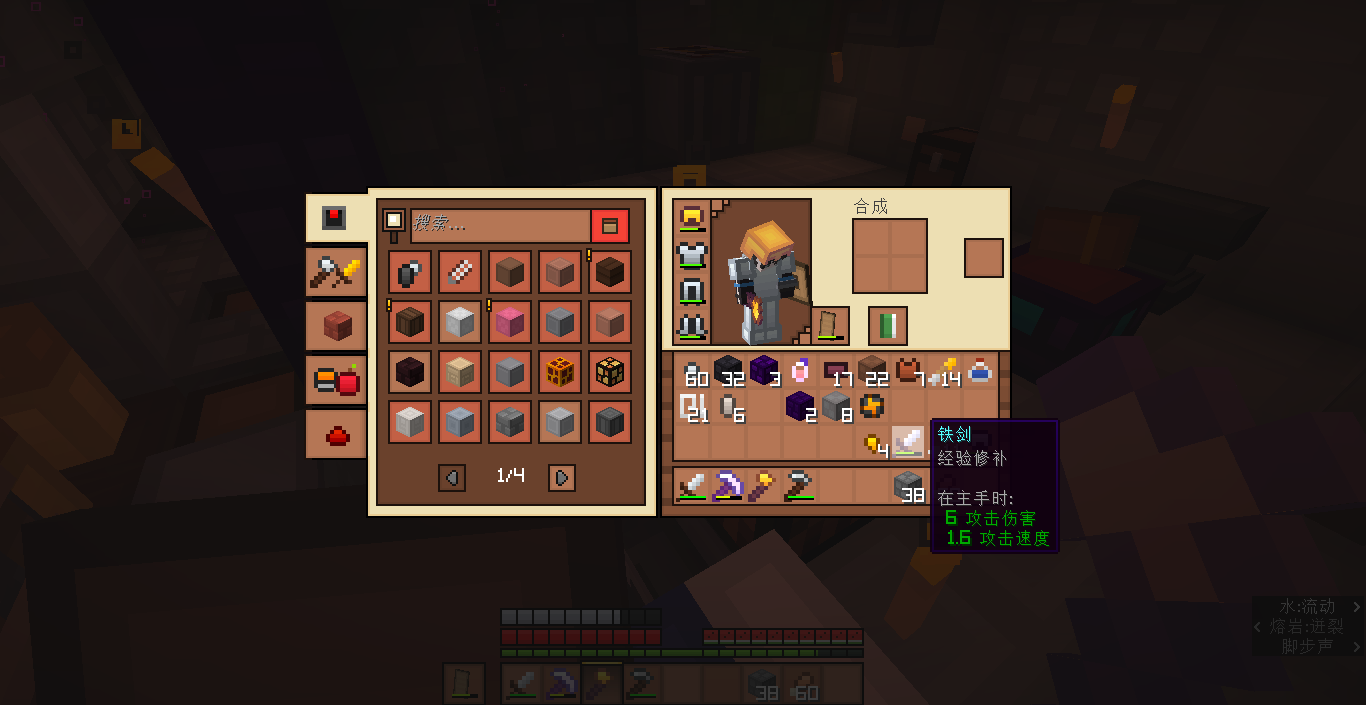 搜索...
合成
1/4
60 32 3 17 22 7 14
21 6 2 8
4
38
铁剑
经验修补
在主手时:
6 攻击伤害
1.6 攻击速度
水:流动 >
< 熔岩:迸裂
脚步声 >
38 60